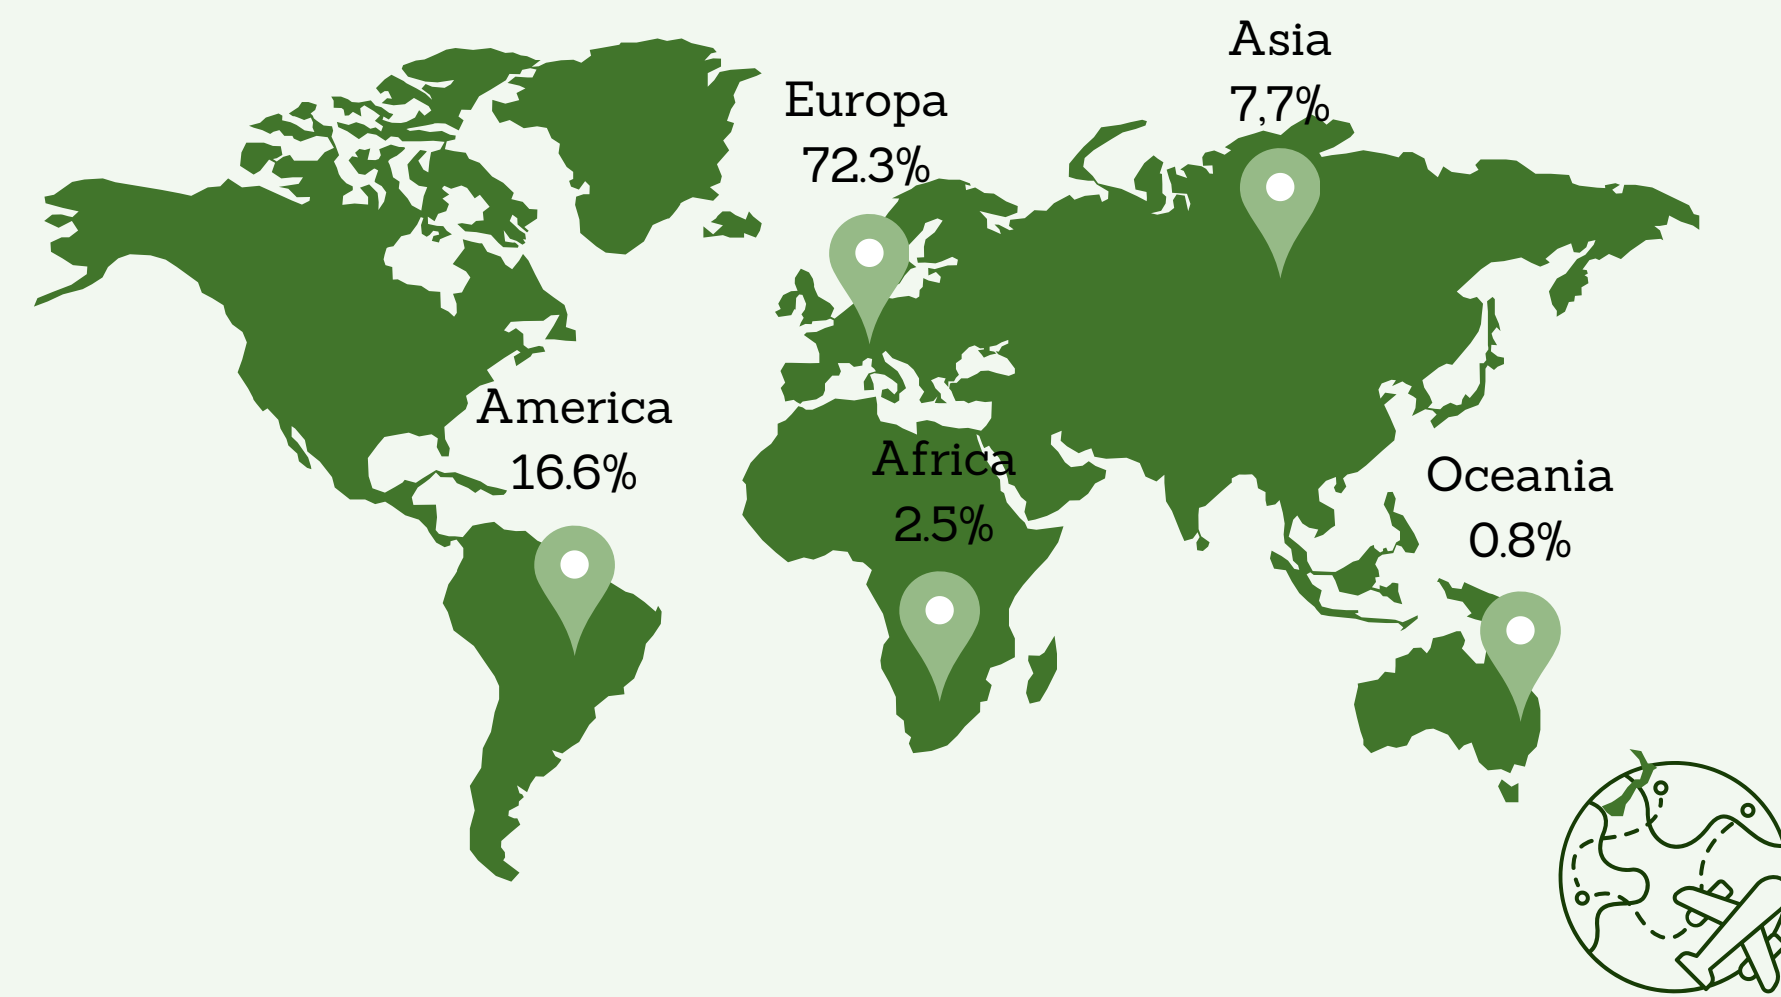 Asia
7,7%
Europa
72.3%
America
16.6%
Africa
2.5%
Oceania
0.8%